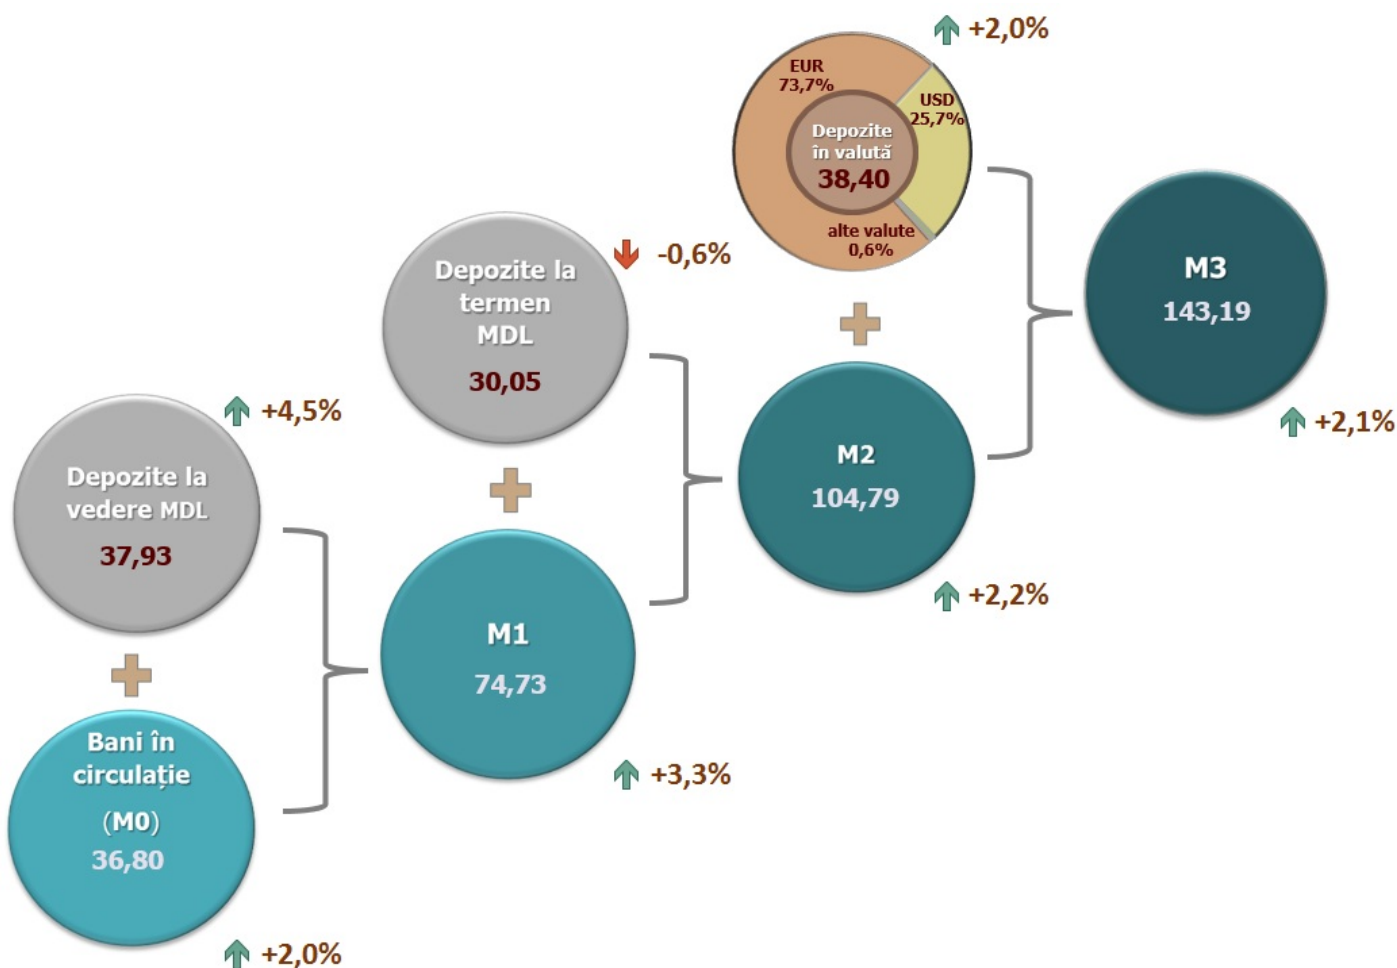 +2,0%
EUR
73,7%
USD
25,7%
Depozite
în valută
38,40
alte valute
0,6%
M3
143,19
+2,1%
Depozite la
termen
MDL
30,05
-0,6%
M2
104,79
+2,2%
Depozite la
vedere MDL
37,93
+4,5%
M1
74,73
+3,3%
Bani în
circulație
(M0)
36,80
+2,0%